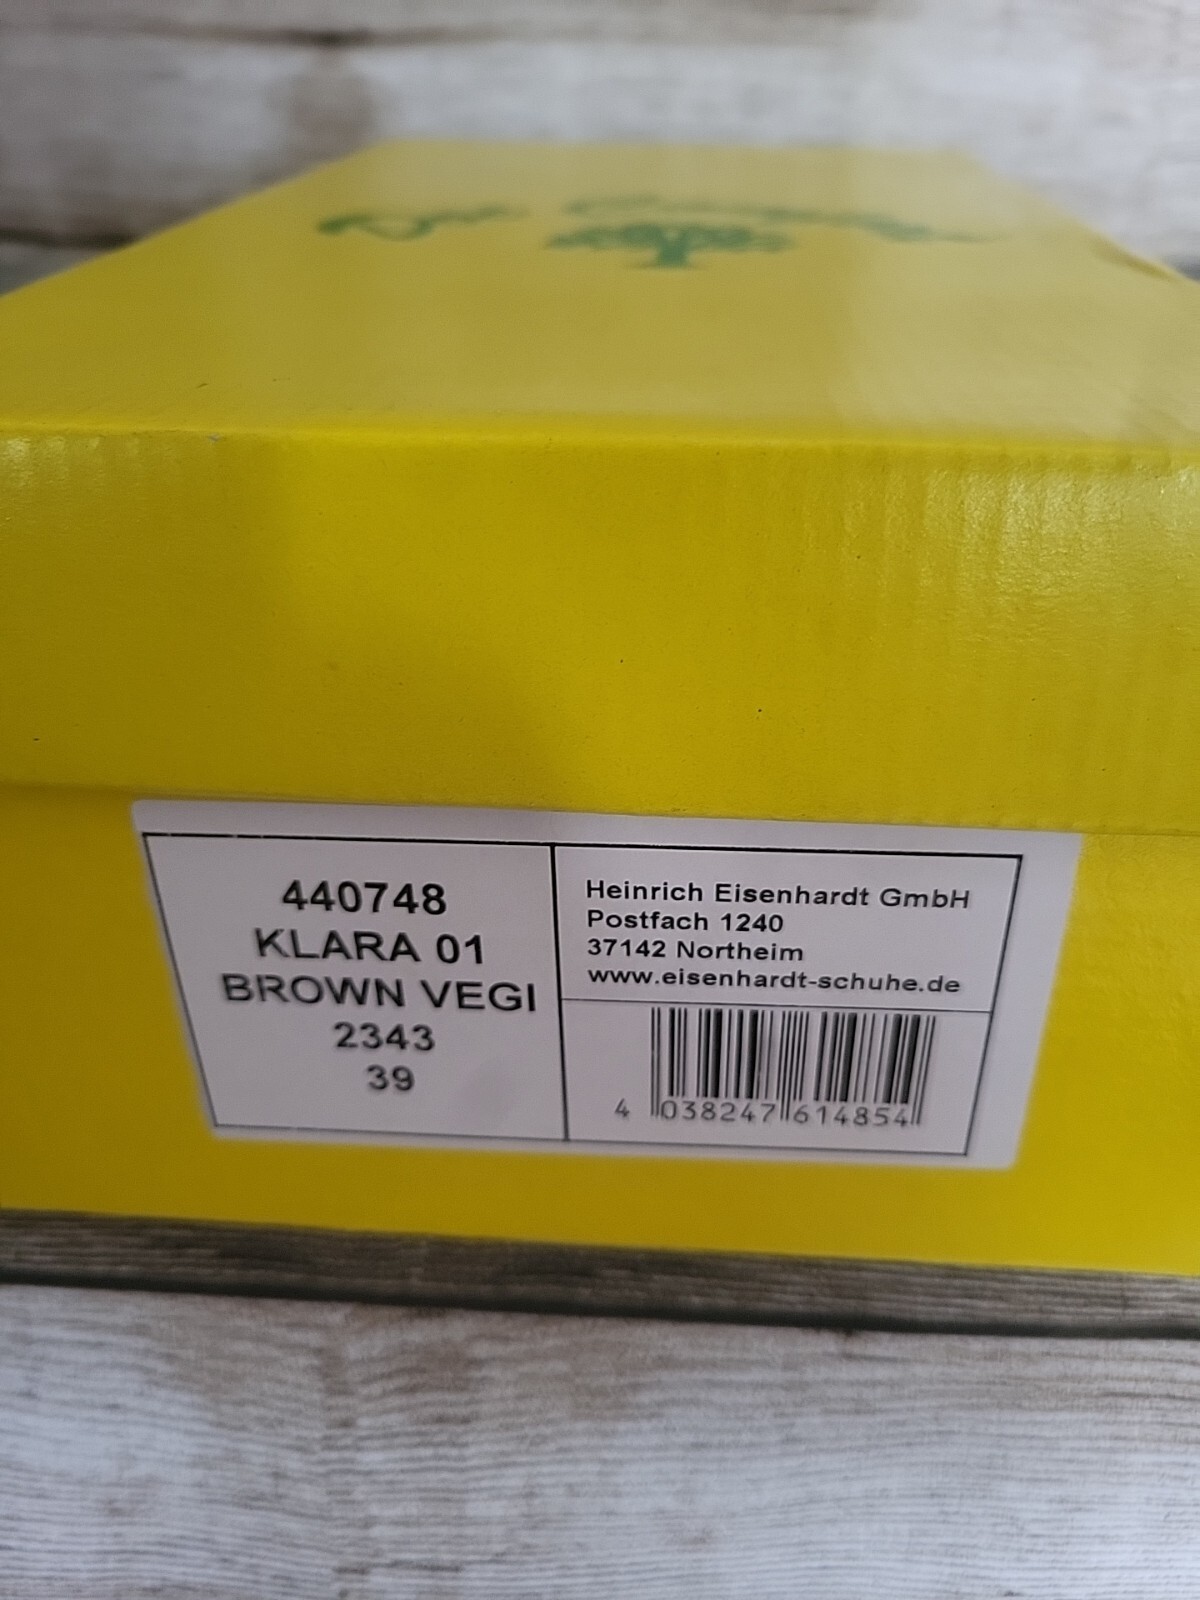 440748
KLARA 01
BROWN VEGI
2343
39
Heinrich Eisenhardt GmbH
Postfach 1240
37142 Northeim
www.eisenhardt-schuhe.de
4 038247 614854